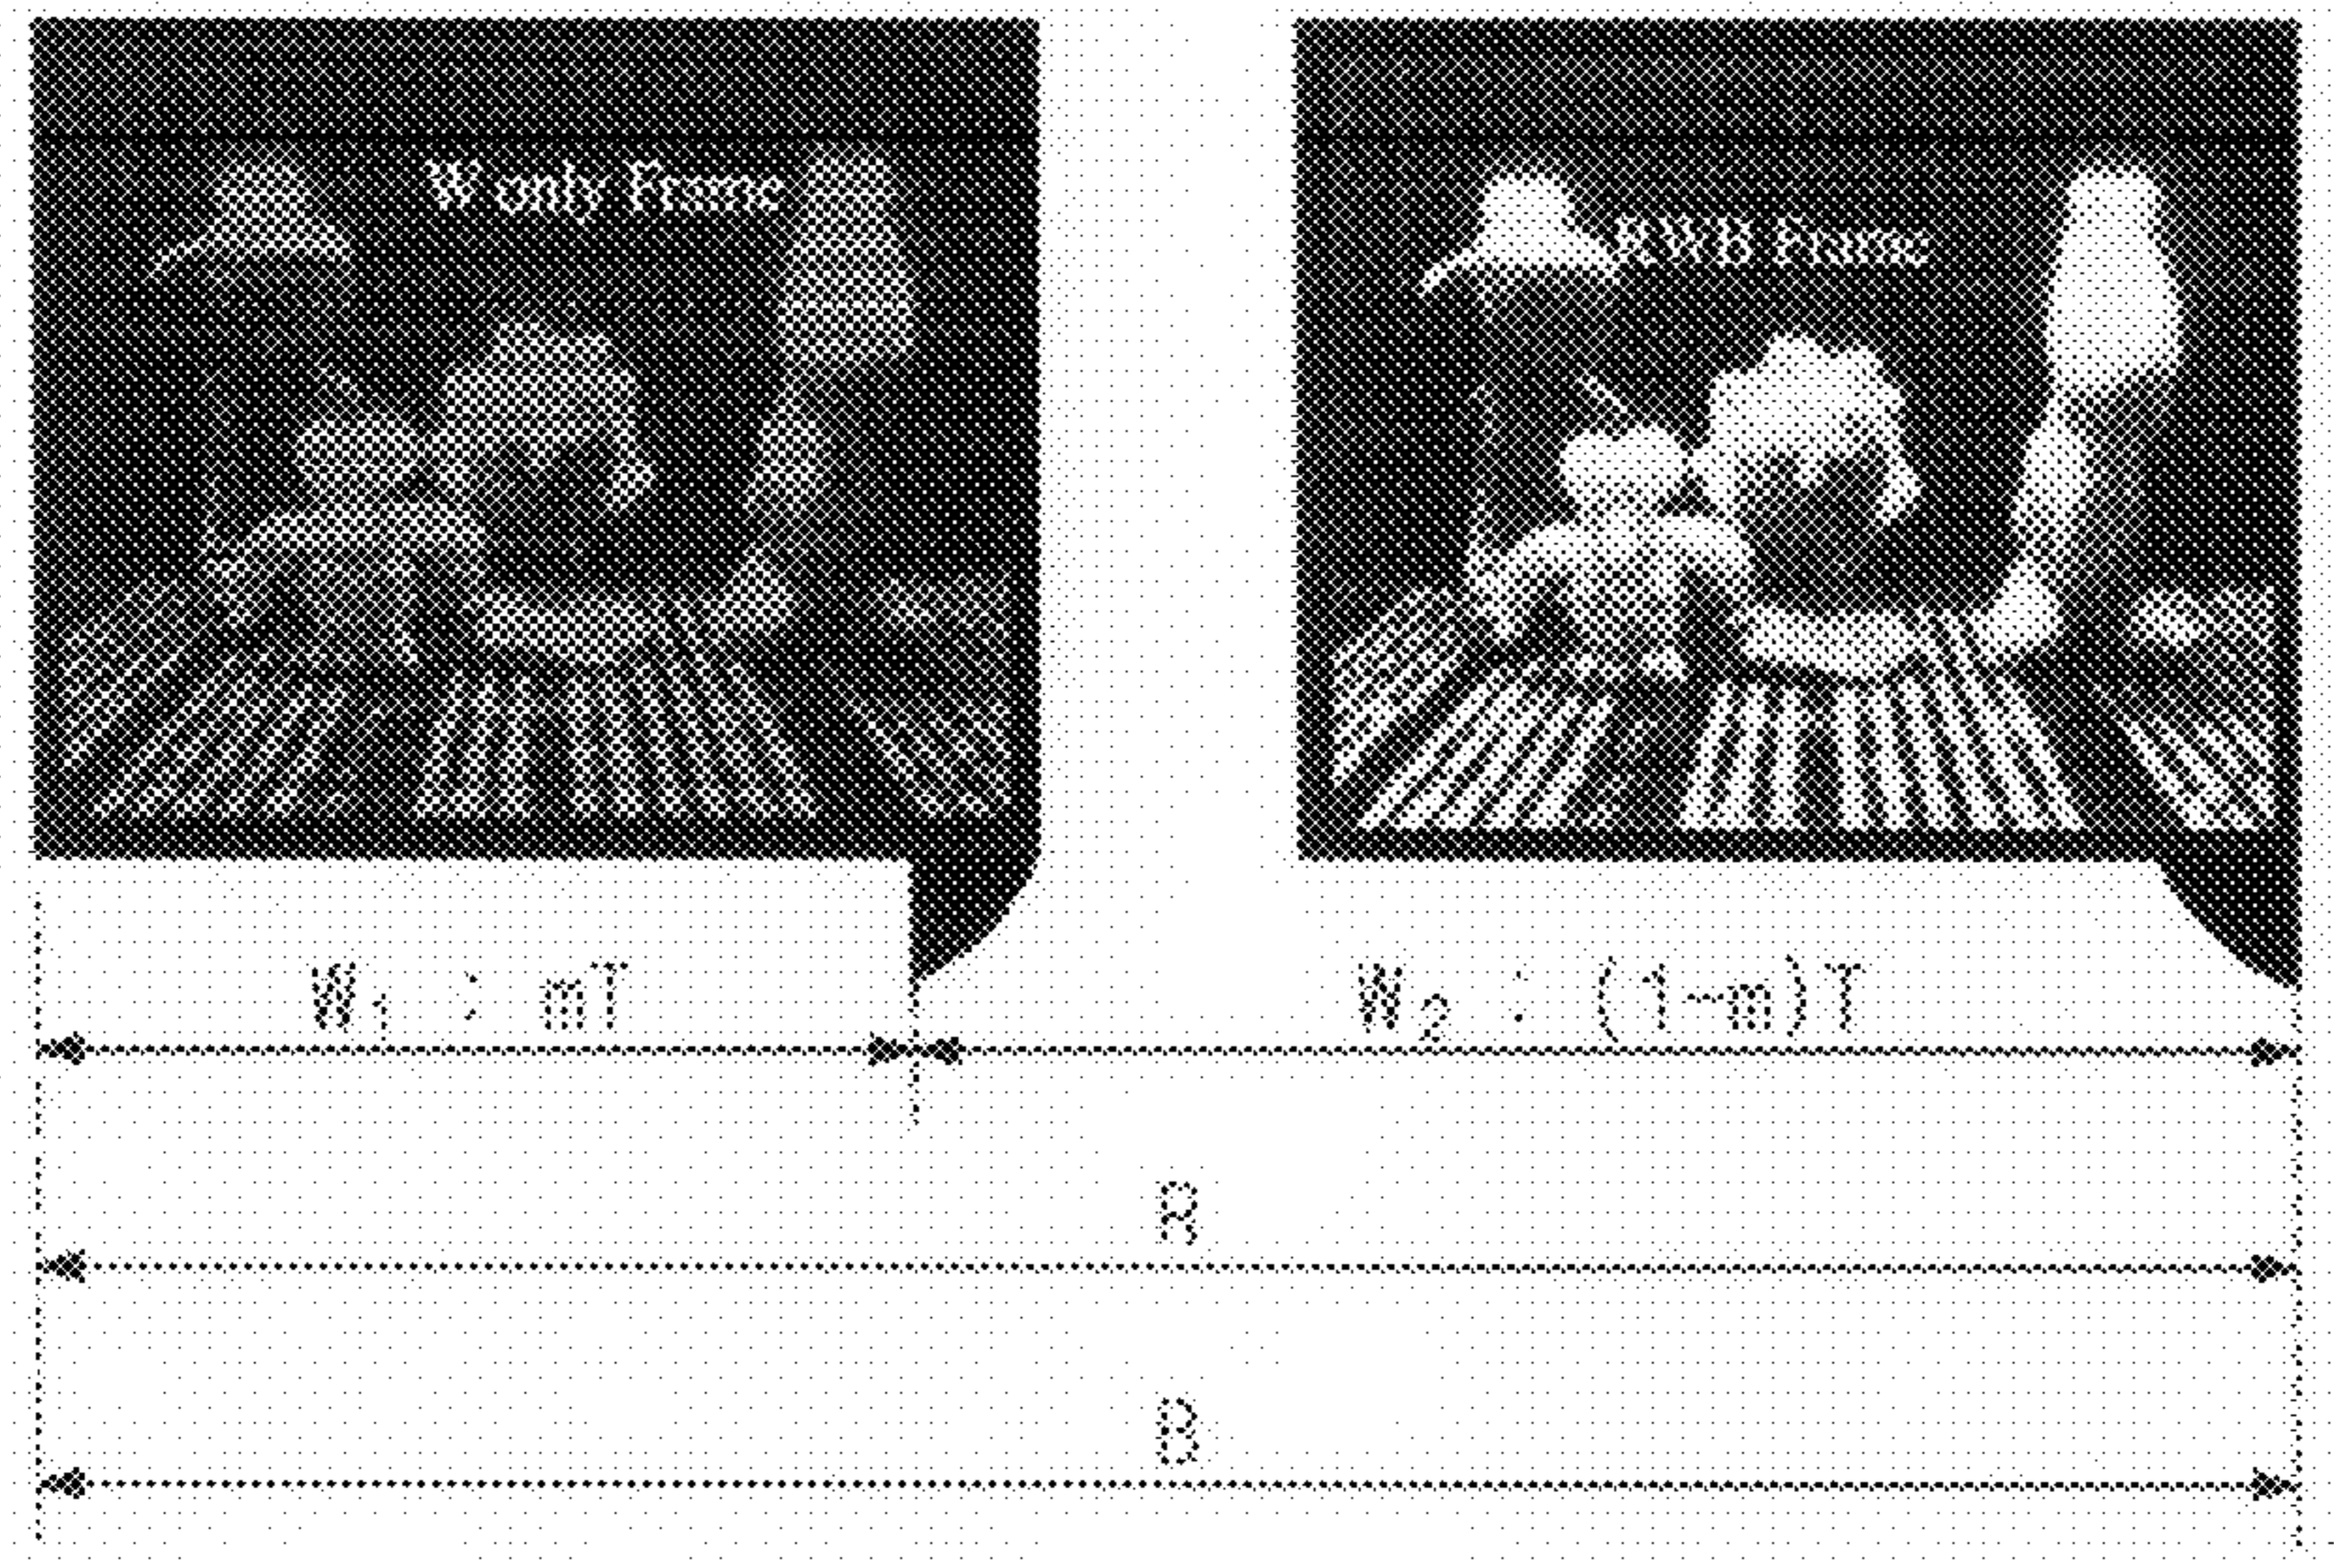 W only Frame
RWB Frame
W₁ : mT
W₂ : (1-m)T
R
B